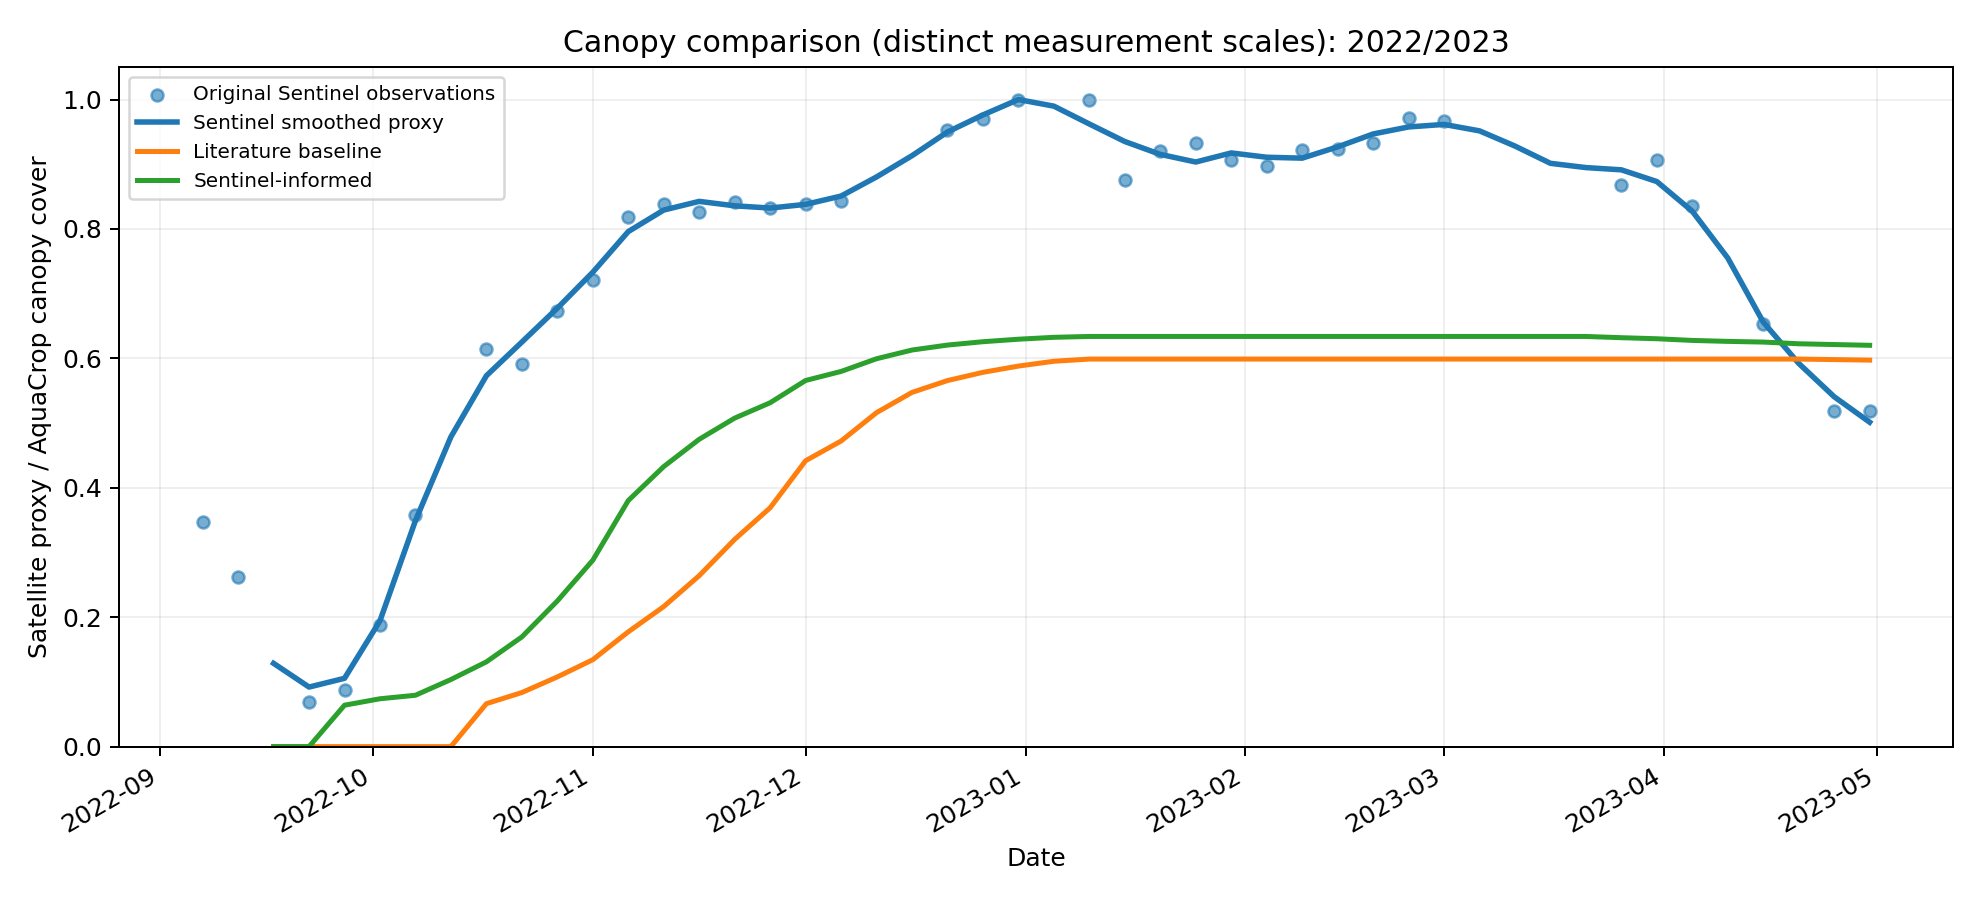 Canopy comparison (distinct measurement scales): 2022/2023
Original Sentinel observations
Sentinel smoothed proxy
Literature baseline
Sentinel-informed
Satellite proxy / AquaCrop canopy cover
1.0
0.8
0.6
0.4
0.2
0.0
2022-09
2022-10
2022-11
2022-12
2023-01
2023-02
2023-03
2023-04
2023-05
Date